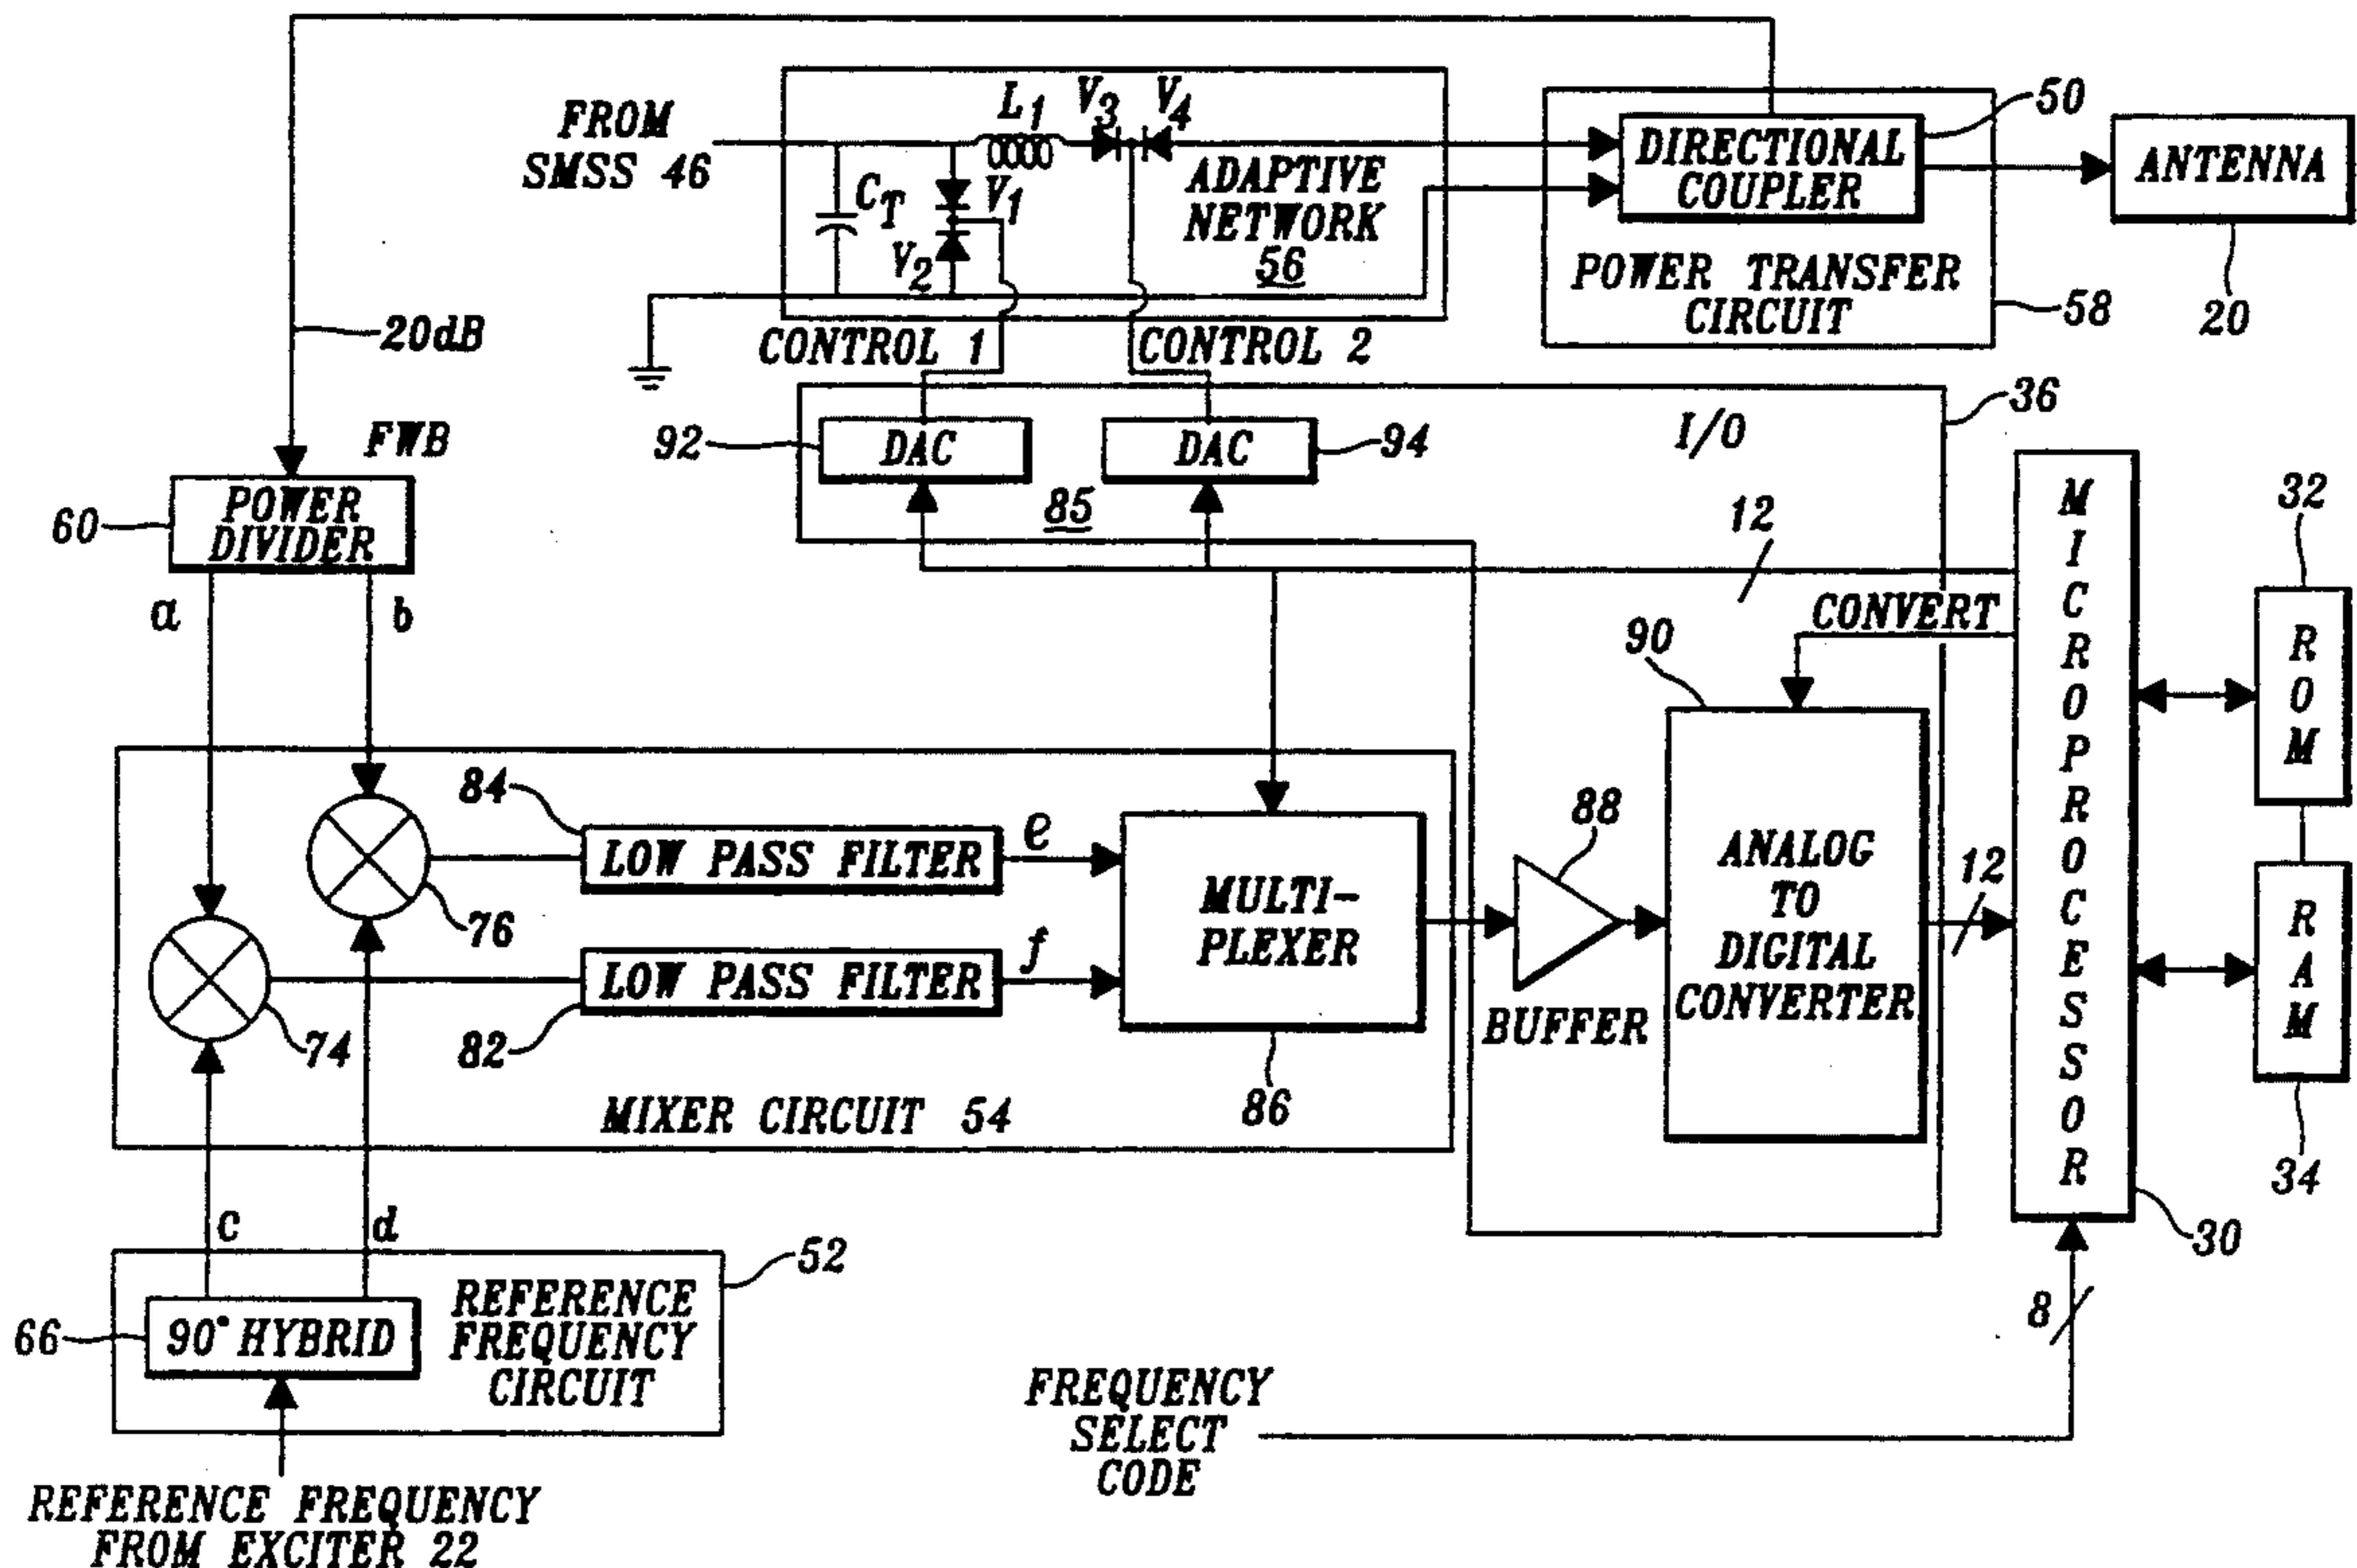 FROM
SMSS 46
L1
V3
V4
CT
V1
V2
ADAPTIVE
NETWORK
56
DIRECTIONAL
COUPLER
50
ANTENNA
20
POWER TRANSFER
CIRCUIT
58
20dB
CONTROL 1
CONTROL 2
FWB
POWER
DIVIDER
60
a
b
92
DAC
DAC
94
85
I/O
36
12
CONVERT
90
MICROPROCESSOR
32
ROM
RAM
34
30
84
LOW PASS FILTER
e
76
LOW PASS FILTER
f
82
74
MULTI-
PLEXER
86
88
BUFFER
ANALOG
TO
DIGITAL
CONVERTER
12
MIXER CIRCUIT 54
c
d
52
66
90° HYBRID
REFERENCE
FREQUENCY
CIRCUIT
REFERENCE FREQUENCY
FROM EXCITER 22
FREQUENCY
SELECT
CODE
8